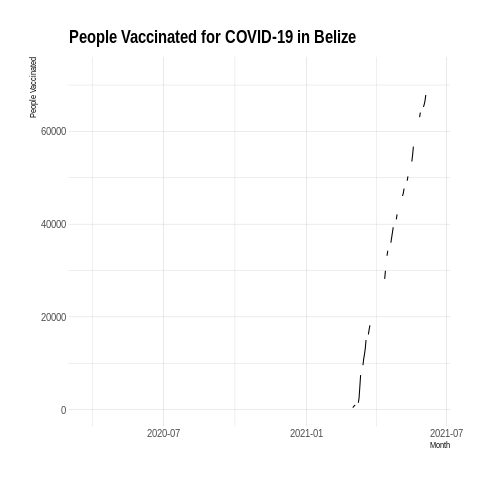 People Vaccinated for COVID-19 in Belize
People Vaccinated
60000
40000
20000
0
2020-07
2021-01
2021-07
Month